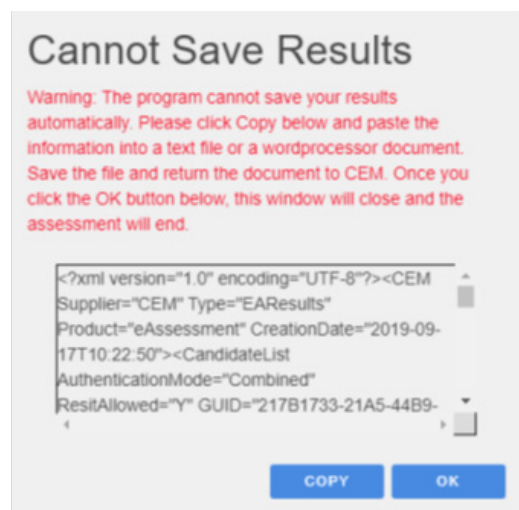 Cannot Save Results
Warning: The program cannot save your results
automatically. Please click Copy below and paste the
information into a text file or a wordprocessor document.
Save the file and return the document to CEM. Once you
click the OK button below, this window will close and the
assessment will end.
<?xml version="1.0" encoding="UTF-8"?><CEM
Supplier="CEM" Type="EAResults"
Product="eAssessment" CreationDate="2019-09-
17T10:22:50"><CandidateList
AuthenticationMode="Combined"
ResitAllowed="Y" GUID="217B1733-21A5-44B9-
COPY OK